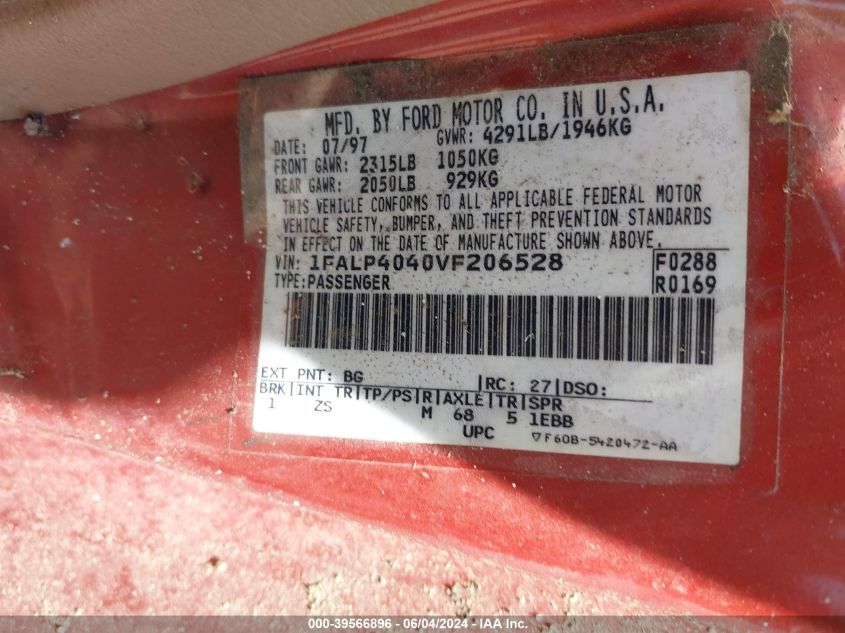 MFD. BY FORD MOTOR CO. IN U.S.A.
DATE: 07/97 GVWR: 4291LB/1946KG
FRONT GAWR: 2315LB 1050KG
REAR GAWR: 2050LB 929KG
THIS VEHICLE CONFORMS TO ALL APPLICABLE FEDERAL MOTOR
VEHICLE SAFETY, BUMPER, AND THEFT PREVENTION STANDARDS
IN EFFECT ON THE DATE OF MANUFACTURE SHOWN ABOVE.
VIN: 1FALP4040VF206528 F0288
TYPE: PASSENGER R0169
EXT PNT: BG RC: 27 DSO:
BRK INT TR TP/PS R AXLE TR SPR
1 ZS M 68 5 1EBB
UPC ▽F60B-5420472-AA
000-39566896 - 06/04/2024 - IAA Inc.